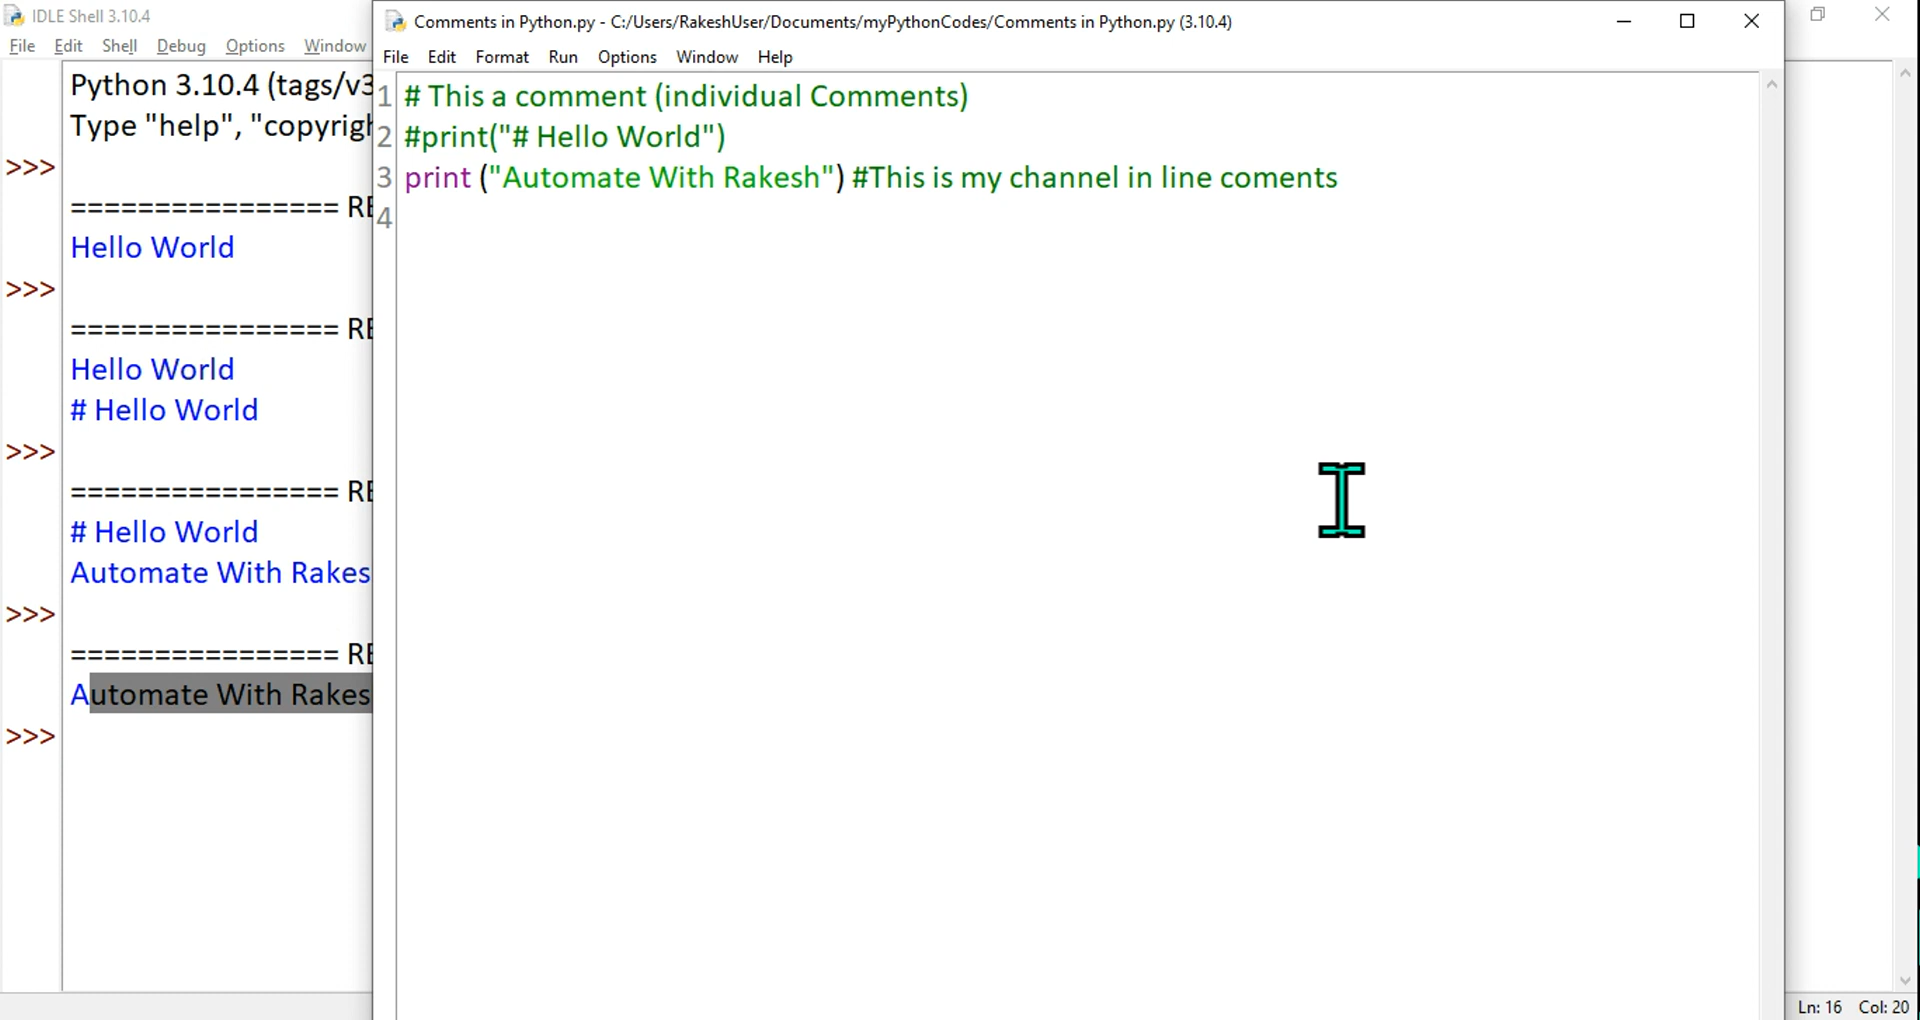 IDLE Shell 3.10.4
File Edit Shell Debug Options Window
Python 3.10.4 (tags/v3
Type "help", "copyrigh
>>>
================ RE
Hello World
>>>
================ RE
Hello World
# Hello World
>>>
================ RE
# Hello World
Automate With Rakes
>>>
================ RE
Automate With Rakes
>>>
Comments in Python.py - C:/Users/RakeshUser/Documents/myPythonCodes/Comments in Python.py (3.10.4)
File Edit Format Run Options Window Help
1 # This a comment (individual Comments)
2 #print("# Hello World")
3 print ("Automate With Rakesh") #This is my channel in line coments
4
Ln: 16 Col: 20